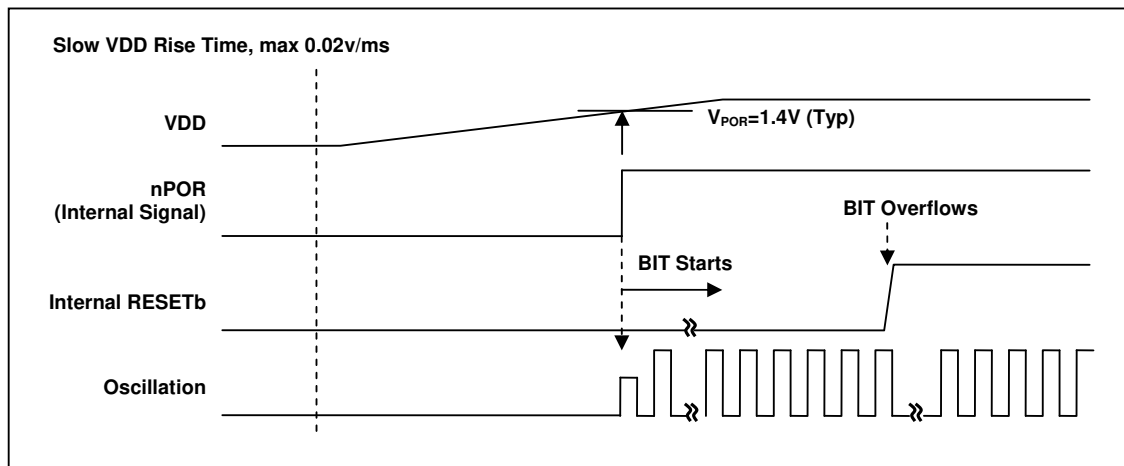 Slow VDD Rise Time, max 0.02v/ms
VDD
VPOR=1.4V (Typ)
nPOR
(Internal Signal)
BIT Overflows
BIT Starts
Internal RESETb
Oscillation